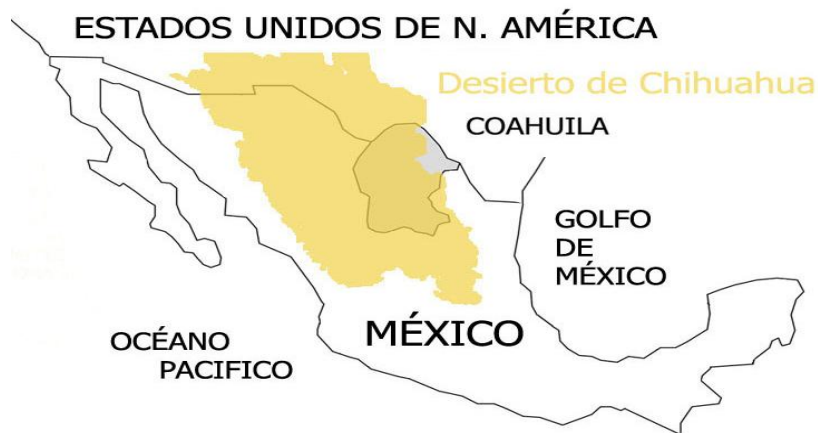 ESTADOS UNIDOS DE N. AMÉRICA
Desierto de Chihuahua
COAHUILA
GOLFO
DE
MÉXICO
MÉXICO
OCÉANO
PACIFICO